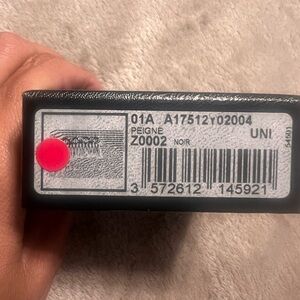 01A A17512Y02004
PEIGNE
UNI
Z0002 NOIR
3 572612 145921